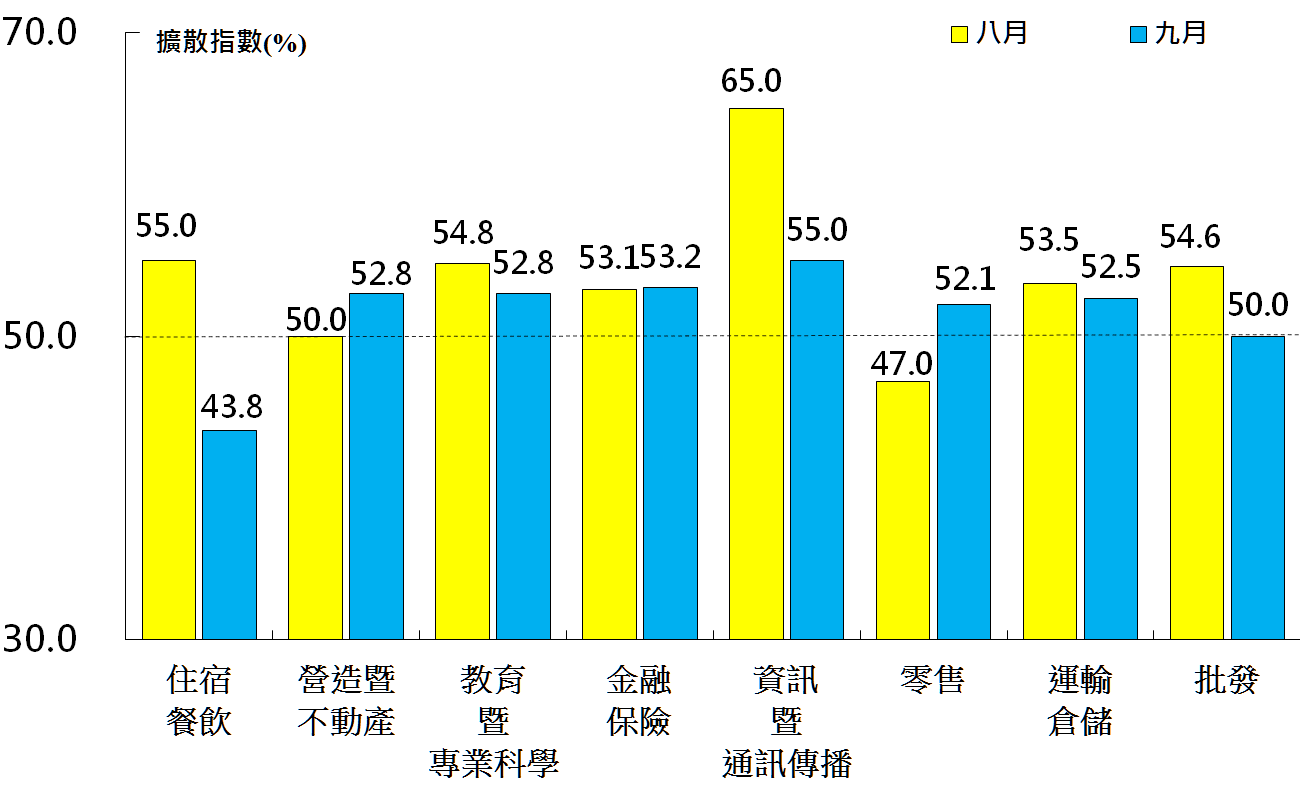 70.0
擴散指數(%)
八月
九月
65.0
55.0
54.8
53.1
53.2
55.0
53.5
54.6
50.0
52.8
52.8
52.1
52.5
50.0
50.0
47.0
43.8
30.0
住宿
餐飲
營造暨
不動產
教育
暨
專業科學
金融
保險
資訊
暨
通訊傳播
零售
運輸
倉儲
批發